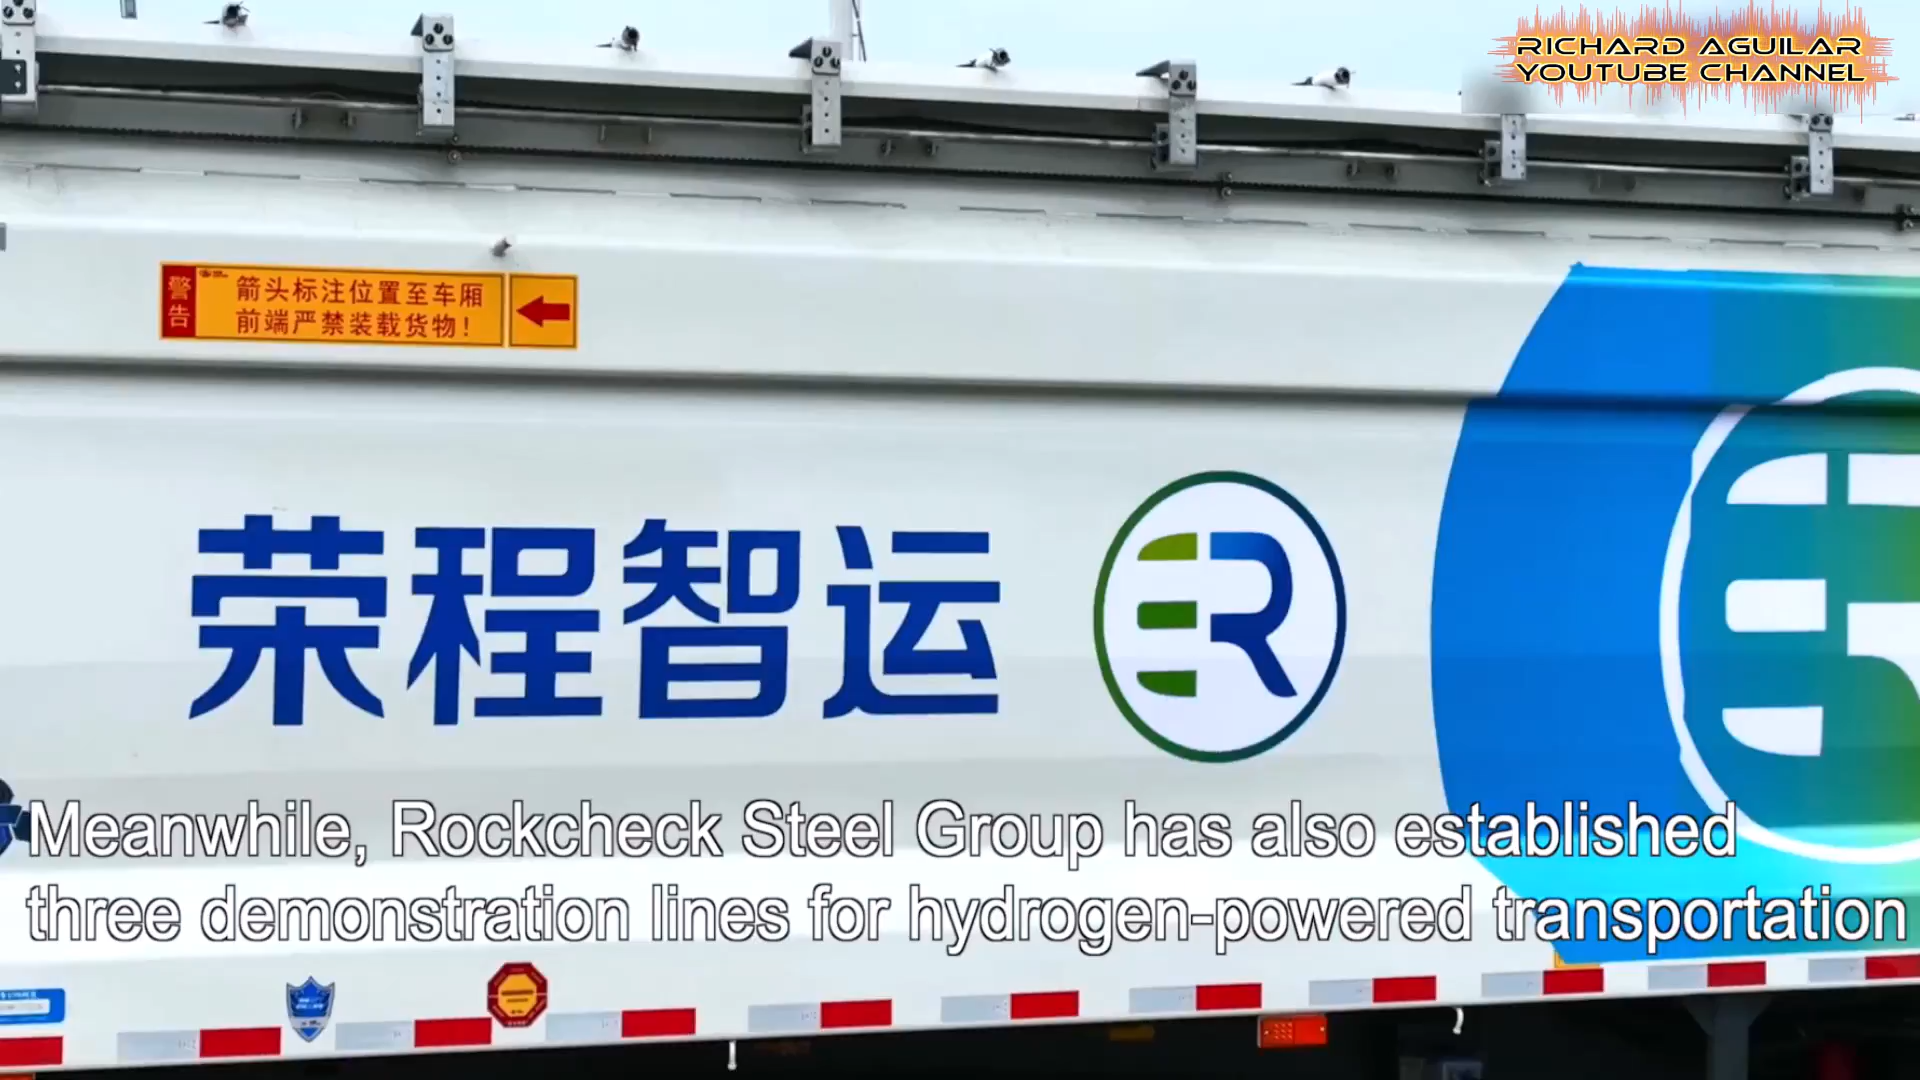 RICHARD AGUILAR
YOUTUBE CHANNEL
警告
箭头标注位置至车厢
前端严禁装载货物！
荣程智运
ER
ER
Meanwhile, Rockcheck Steel Group has also established
three demonstration lines for hydrogen-powered transportation